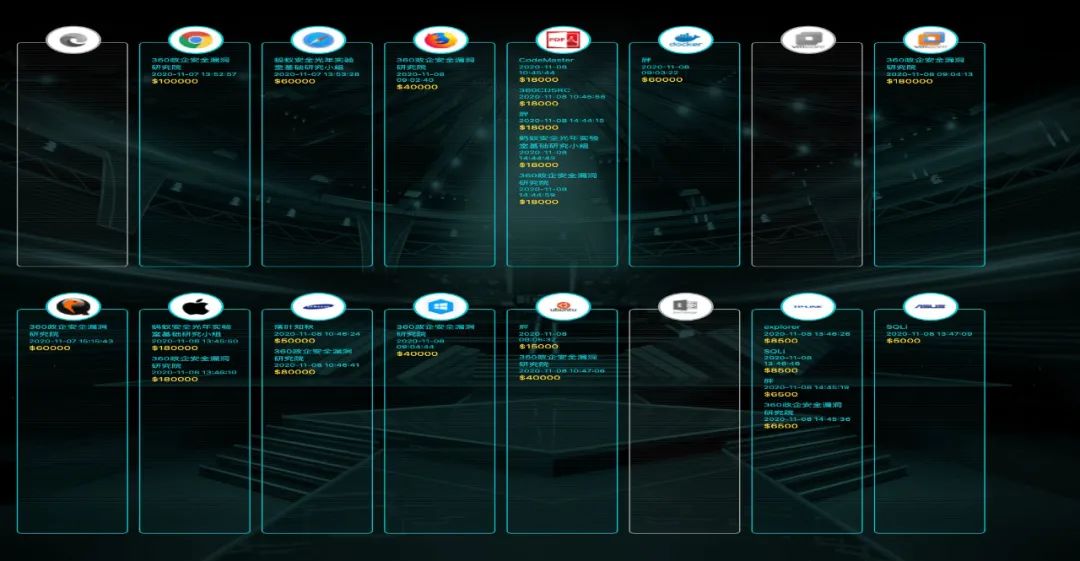 360政企安全漏洞
研究院
2020-11-07 13:52:57
$100000
蚂蚁安全光年实验
室基础研究小组
2020-11-07 13:53:28
$60000
360政企安全漏洞
研究院
2020-11-08
09:02:40
$40000
PDF
CodeMaster
2020-11-08
10:45:44
$18000
360CDSRC
2020-11-08 10:45:58
$18000
胖
2020-11-08 14:44:15
$18000
蚂蚁安全光年实验
室基础研究小组
2020-11-08
14:44:43
$18000
360政企安全漏洞
研究院
2020-11-08
14:44:59
$18000
docker
胖
2020-11-08
09:03:22
$60000
vmware
vmware
360政企安全漏洞
研究院
2020-11-08 09:04:13
$180000
360政企安全漏洞
研究院
2020-11-07 15:15:43
$60000
蚂蚁安全光年实验
室基础研究小组
2020-11-08 13:45:50
$180000
360政企安全漏洞
研究院
2020-11-08 13:46:10
$180000
SAMSUNG
2020-11-08 10:46:24
$50000
360政企安全漏洞
研究院
2020-11-08 10:46:41
$80000
360政企安全漏洞
研究院
2020-11-08
09:04:44
$40000
ubuntu
胖
2020-11-08
$15000
360政企安全漏洞
研究院
2020-11-08 10:47:06
$40000
TP-LINK
explorer
2020-11-08 13:46:26
$8500
SQLi
2020-11-08
13:46:46
$8500
胖
2020-11-08 14:45:19
$6500
360政企安全漏洞
研究院
2020-11-08 14:45:36
$6500
ASUS
SQLi
2020-11-08 13:47:09
$5000